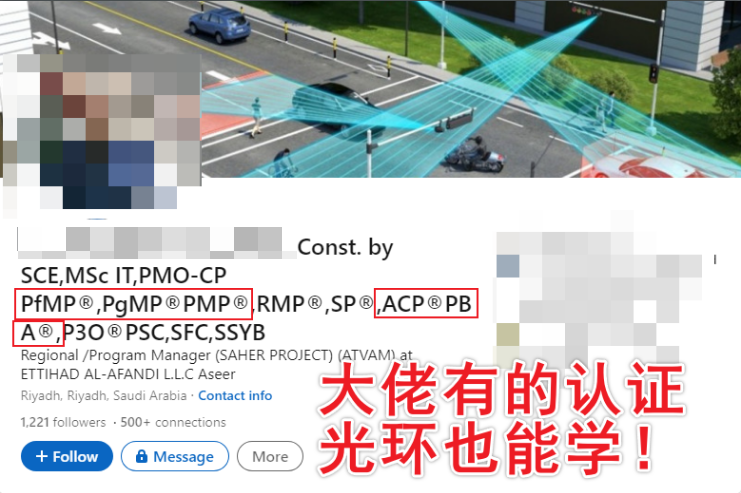 Const. by
SCE,MSc IT,PMO-CP
PfMP®,PgMP®PMP®,RMP®,SP®,ACP®PB
A®,P3O®PSC,SFC,SSYB
Regional /Program Manager (SAHER PROJECT) (ATVAM) at
ETTIHAD AL-AFANDI L.L.C Aseer
Riyadh, Riyadh, Saudi Arabia · Contact info
1,221 followers · 500+ connections
+ Follow
Message
More
大佬有的认证
光环也能学！